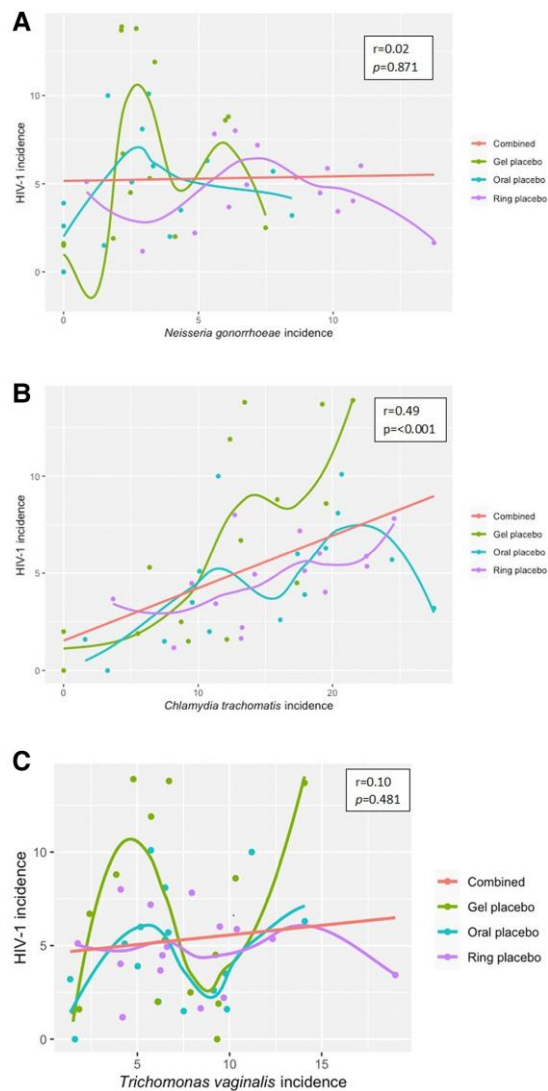 A
r=0.02
p=0.871
10
5
0
HIV-1 incidence
0 5 10
Neisseria gonorrhoeae incidence
Combined
Gel placebo
Oral placebo
Ring placebo
B
r=0.49
p=<0.001
10
5
0
HIV-1 incidence
0 10 20
Chlamydia trachomatis incidence
Combined
Gel placebo
Oral placebo
Ring placebo
C
r=0.10
p=0.481
10
5
0
HIV-1 incidence
5 10 15
Trichomonas vaginalis incidence
Combined
Gel placebo
Oral placebo
Ring placebo